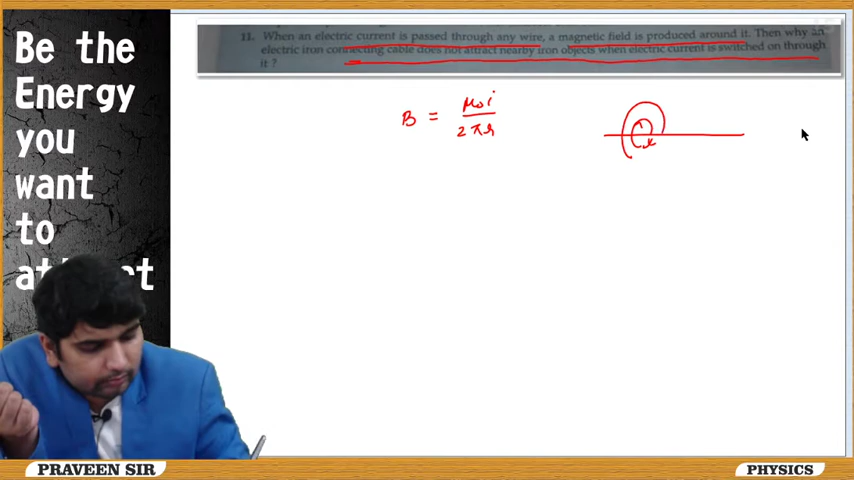 Be the
Energy
you
want
to
11. When an electric current is passed through any wire, a magnetic field is produced around it. Then why an
electric iron connecting cable does not attract nearby iron objects when electric current is switched on through
it ?
B = μ₀i / 2πr
PRAVEEN SIR
PHYSICS